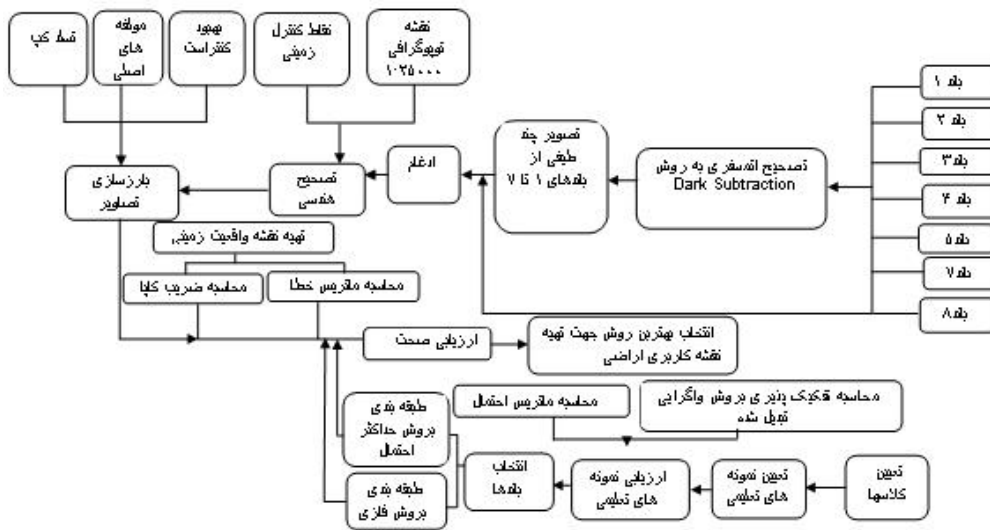 تسلد کپ
مولفه
های
اصلی
بهبود
کنتراست
نقاط کنترل
زمینی
نقشه
توپوگرافی
۱:۲۵۰۰۰
باند ۱
باند ۲
باند ۳
باند ۴
باند ۵
باند ۷
باند ۸
تصحیح اتمسفری به روش
Dark Subtraction
تصویر چند
طیفی از
باندهای ۱ تا ۷
ادغام
تصحیح
هندسی
بارزسازی
تصاویر
تهیه نقشه واقعیت زمینی
محاسبه ضریب کاپا
محاسبه ماتریس خطا
ارزیابی صحت
انتخاب بهترین روش جهت تهیه
نقشه کاربری اراضی
محاسبه ماتریس احتمال
محاسبه تفکیک پذیری بروش واگرایی
تبدیل شده
طبقه بندی
بروش حداکثر
احتمال
طبقه بندی
بروش فازی
انتخاب
باندها
ارزیابی نمونه
های تعلیمی
تعیین نمونه
های تعلیمی
تعیین
کلاسها